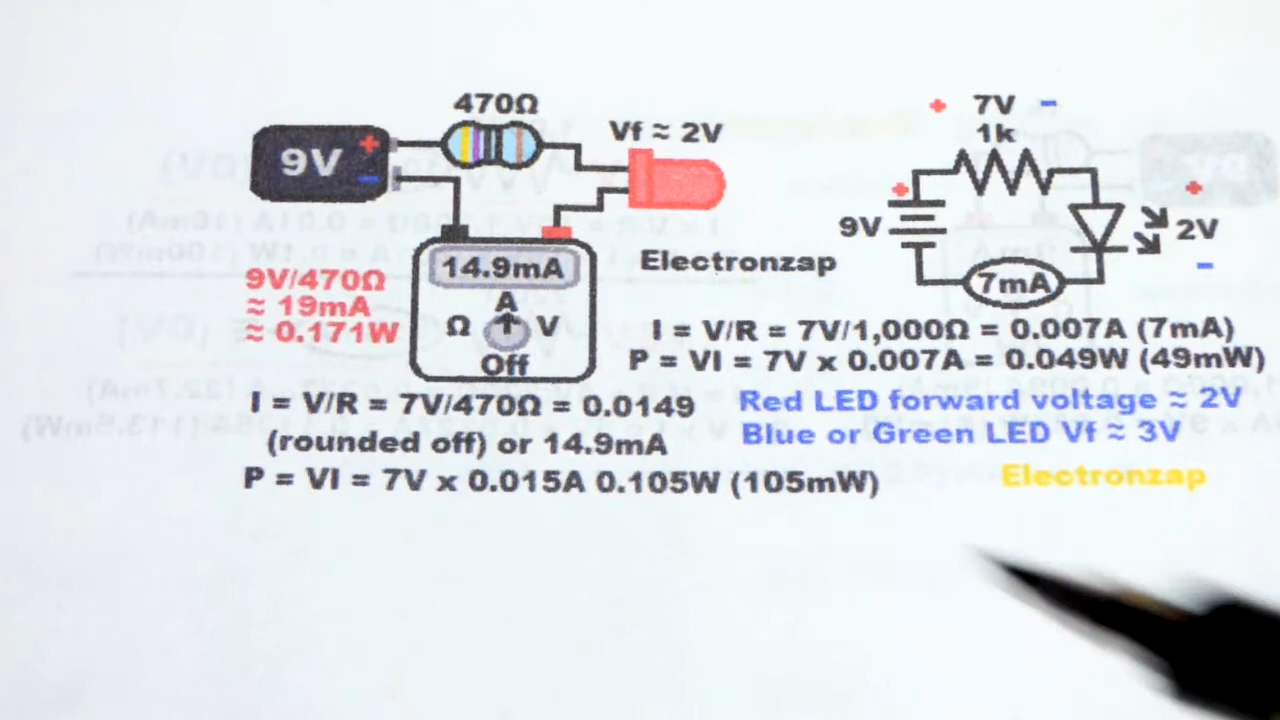 470Ω
Vf ≈ 2V
9V
+
-
14.9mA
A
Ω V
Off
9V/470Ω
≈ 19mA
≈ 0.171W
Electronzap
+ 7V -
1k
+
9V
+
2V
-
7mA
I = V/R = 7V/1,000Ω = 0.007A (7mA)
P = VI = 7V x 0.007A = 0.049W (49mW)
I = V/R = 7V/470Ω = 0.0149
(rounded off) or 14.9mA
P = VI = 7V x 0.015A 0.105W (105mW)
Red LED forward voltage ≈ 2V
Blue or Green LED Vf ≈ 3V
Electronzap